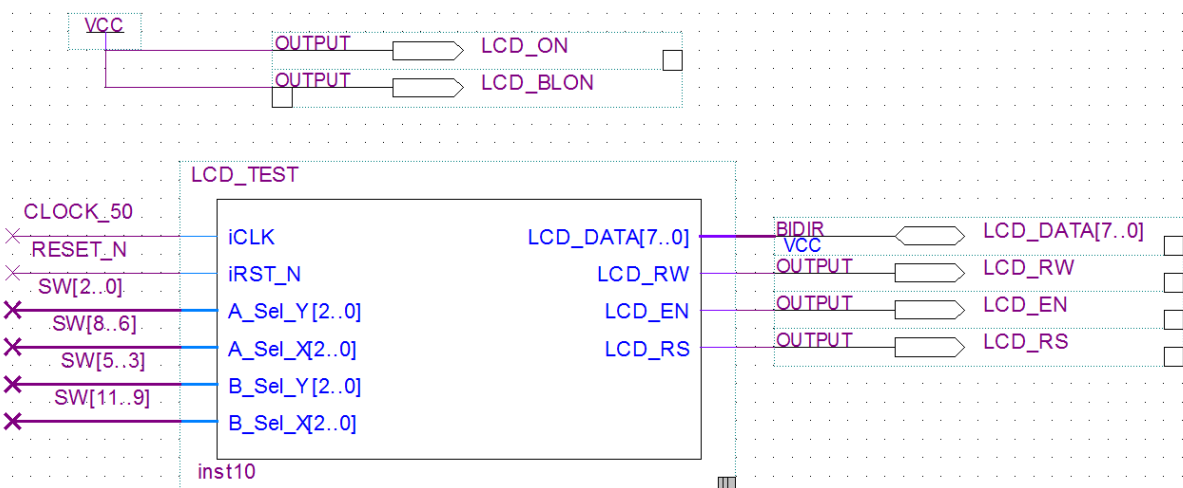 VCC
OUTPUT LCD_ON
OUTPUT LCD_BLON
LCD_TEST
CLOCK_50
iCLK LCD_DATA[7..0] BIDIR VCC LCD_DATA[7..0]
RESET_N
iRST_N LCD_RW OUTPUT LCD_RW
SW[2..0]
A_Sel_Y[2..0] LCD_EN OUTPUT LCD_EN
SW[8..6]
A_Sel_X[2..0] LCD_RS OUTPUT LCD_RS
SW[5..3]
B_Sel_Y[2..0]
SW[11..9]
B_Sel_X[2..0]
inst10